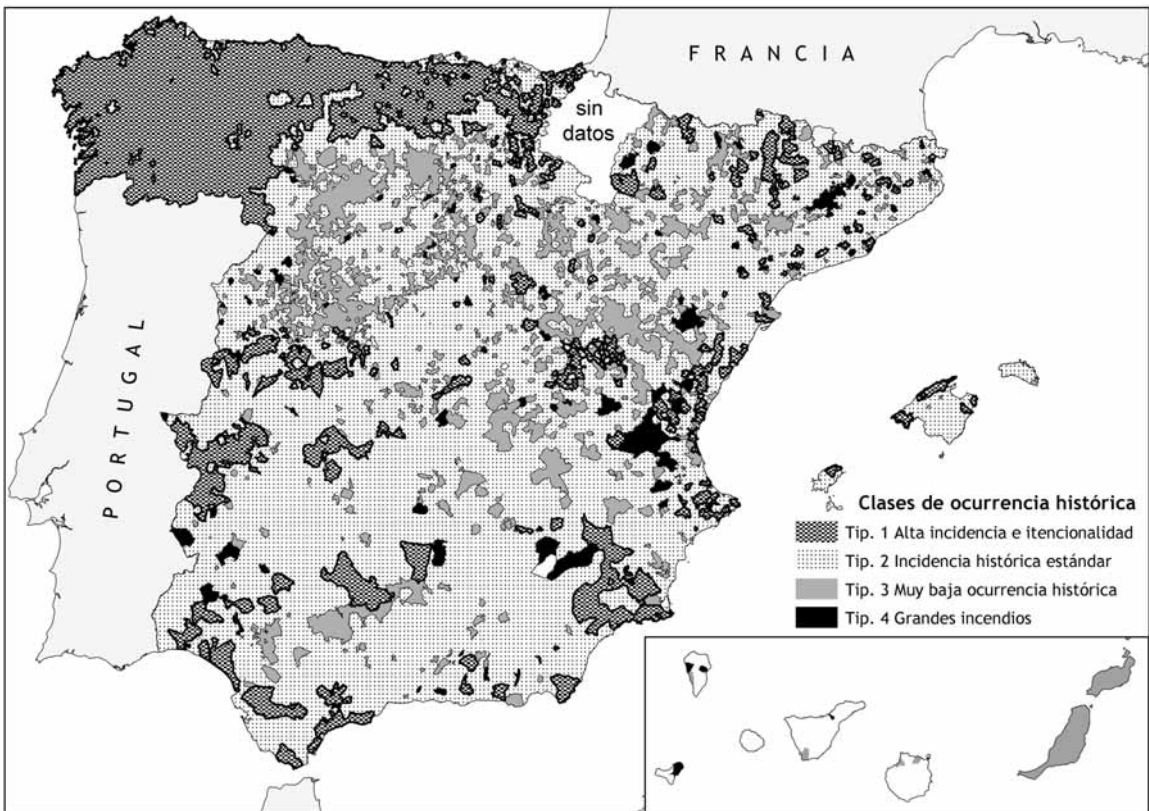 FRANCIA
sin
datos
PORTUGAL
Clases de ocurrencia histórica
Tip. 1 Alta incidencia e itencionalidad
Tip. 2 Incidencia histórica estándar
Tip. 3 Muy baja ocurrencia histórica
Tip. 4 Grandes incendios